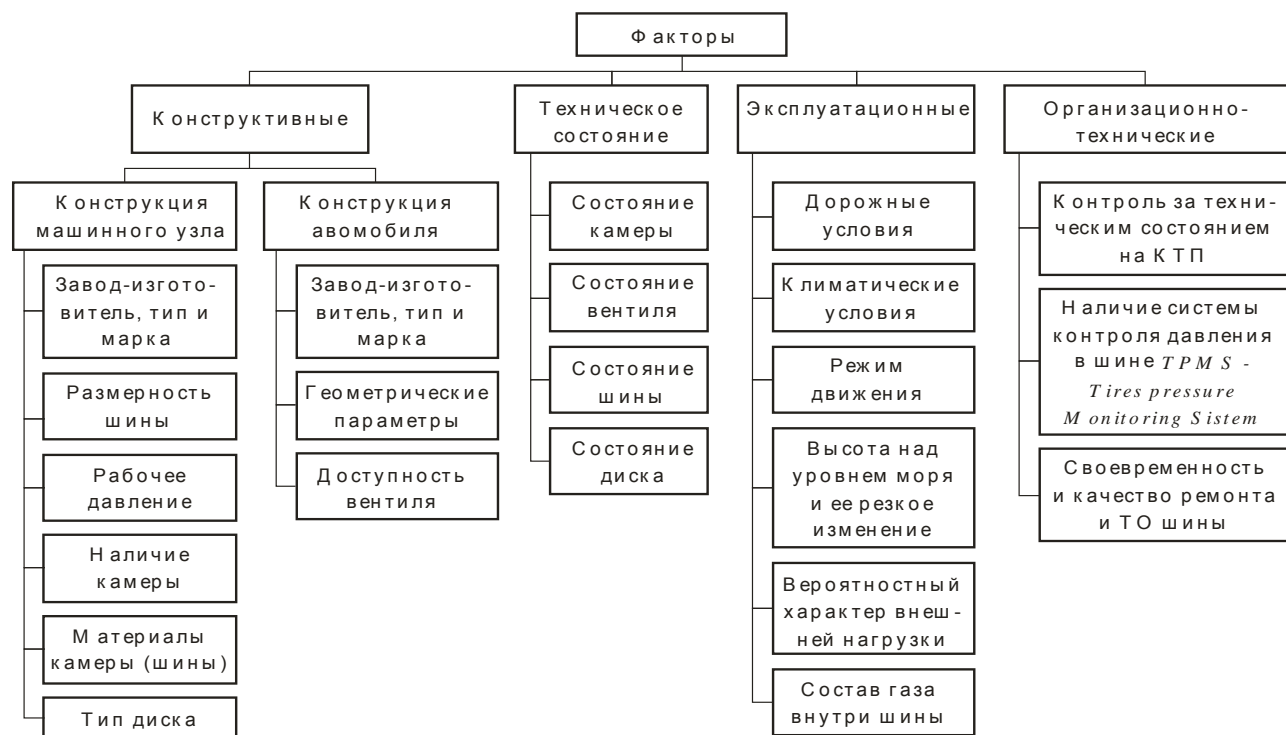 Факторы
Конструктивные
Техническое
состояние
Эксплуатационные
Организационно-
технические
Конструкция
машинного узла
Завод-изгото-
витель, тип и
марка
Размерность
шины
Рабочее
давление
Наличие
камеры
Материалы
камеры (шины)
Тип диска
Конструкция
авомобиля
Завод-изгото-
витель, тип и
марка
Геометрические
параметры
Доступность
вентиля
Состояние
камеры
Состояние
вентиля
Состояние
шины
Состояние
диска
Дорожные
условия
Климатические
условия
Режим
движения
Высота над
уровнем моря
и ее резкое
изменение
Вероятностный
характер внеш-
ней нагрузки
Состав газа
внутри шины
Контроль за техни-
ческим состоянием
на КТП
Наличие системы
контроля давления
в шине TPMS -
Tires pressure
Monitoring Sistem
Своевременность
и качество ремонта
и ТО шины